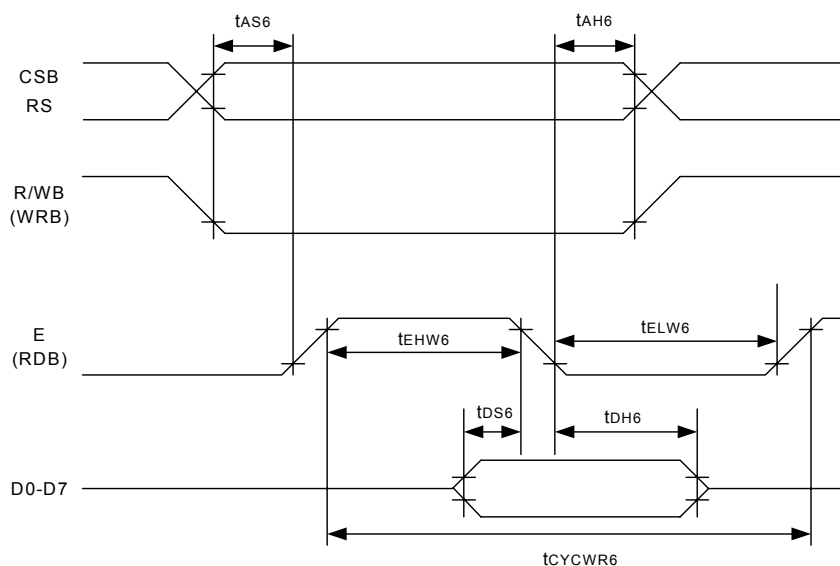 tAS6
tAH6
CSB
RS
R/WB
(WRB)
E
(RDB)
tEHW6
tELW6
tDS6
tDH6
D0-D7
tCYCWR6